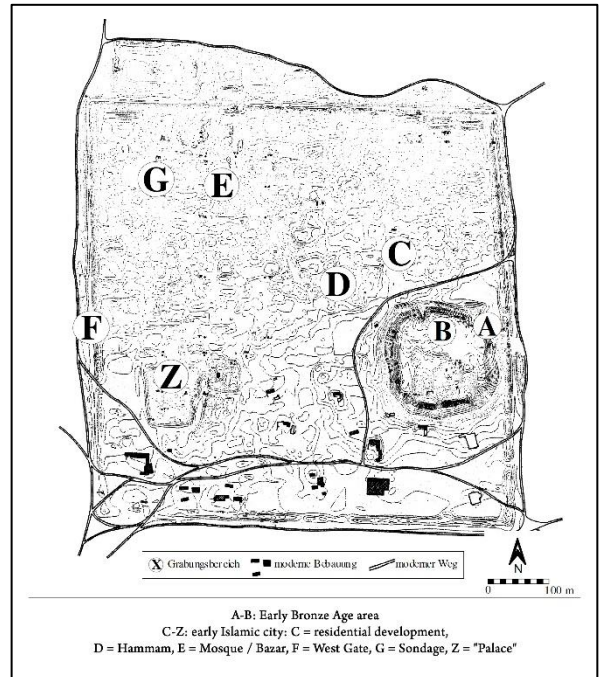 G
E
C
D
F
B
A
Z
N
X Grabungsbereich moderne Bebauung moderner Weg
0 100 m
A-B: Early Bronze Age area
C-Z: early Islamic city: C = residential development,
D = Hammam, E = Mosque / Bazar, F = West Gate, G = Sondage, Z = "Palace"